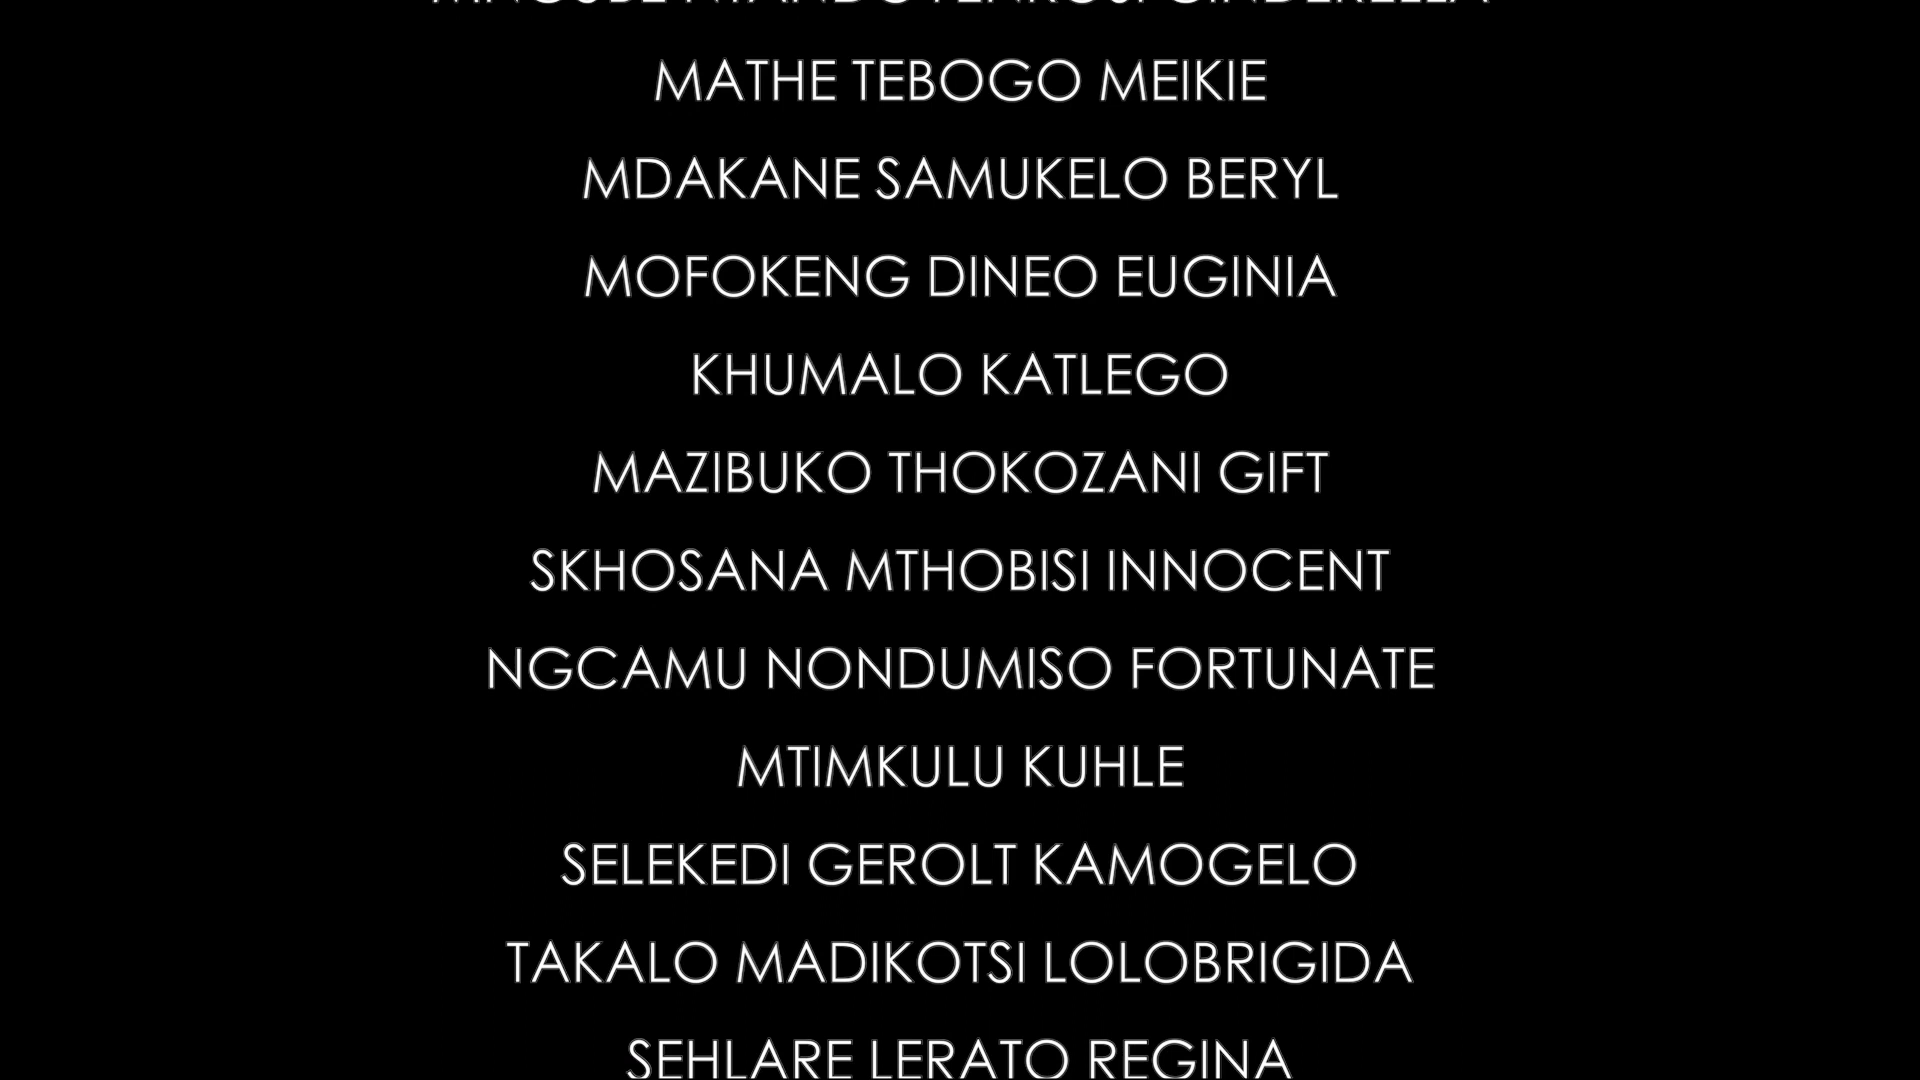 MATHE TEBOGO MEIKIE
MDAKANE SAMUKELO BERYL
MOFOKENG DINEO EUGINIA
KHUMALO KATLEGO
MAZIBUKO THOKOZANI GIFT
SKHOSANA MTHOBISI INNOCENT
NGCAMU NONDUMISO FORTUNATE
MTIMKULU KUHLE
SELEKEDI GEROLT KAMOGELO
TAKALO MADIKOTSI LOLOBRIGIDA
SEHLARE LERATO REGINA